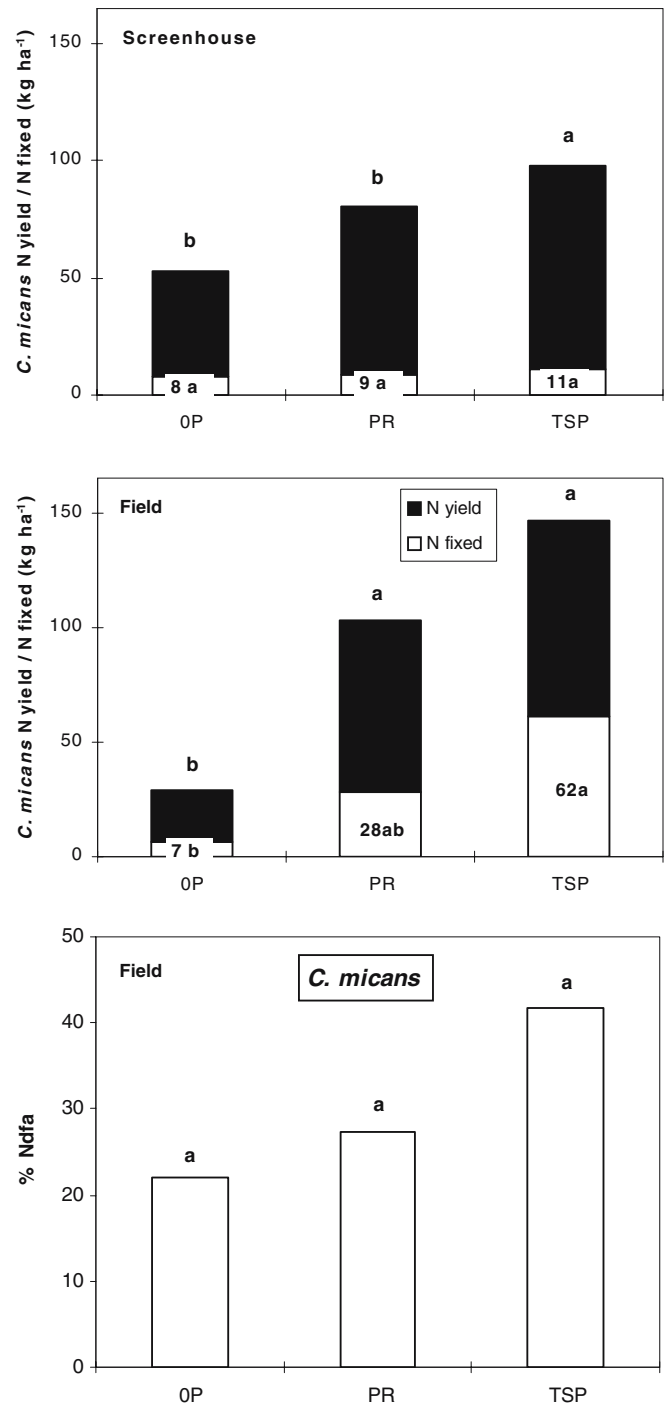 C. micans N yield / N fixed (kg ha⁻¹)
150
100
50
0
Screenhouse
b
b
a
8 a
9 a
11a
0P
PR
TSP
C. micans N yield / N fixed (kg ha⁻¹)
150
100
50
0
Field
N yield
N fixed
b
a
a
7 b
28ab
62a
0P
PR
TSP
% Ndfa
50
40
30
20
10
0
Field
C. micans
a
a
a
0P
PR
TSP